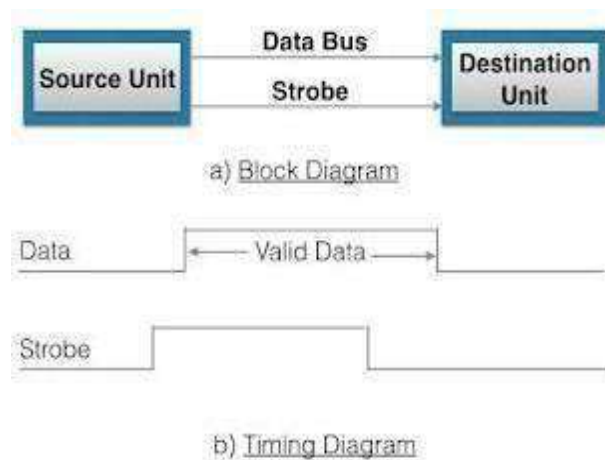 Data Bus
Source Unit
Strobe
Destination
Unit
a) Block Diagram
Data
Valid Data
Strobe
b) Timing Diagram